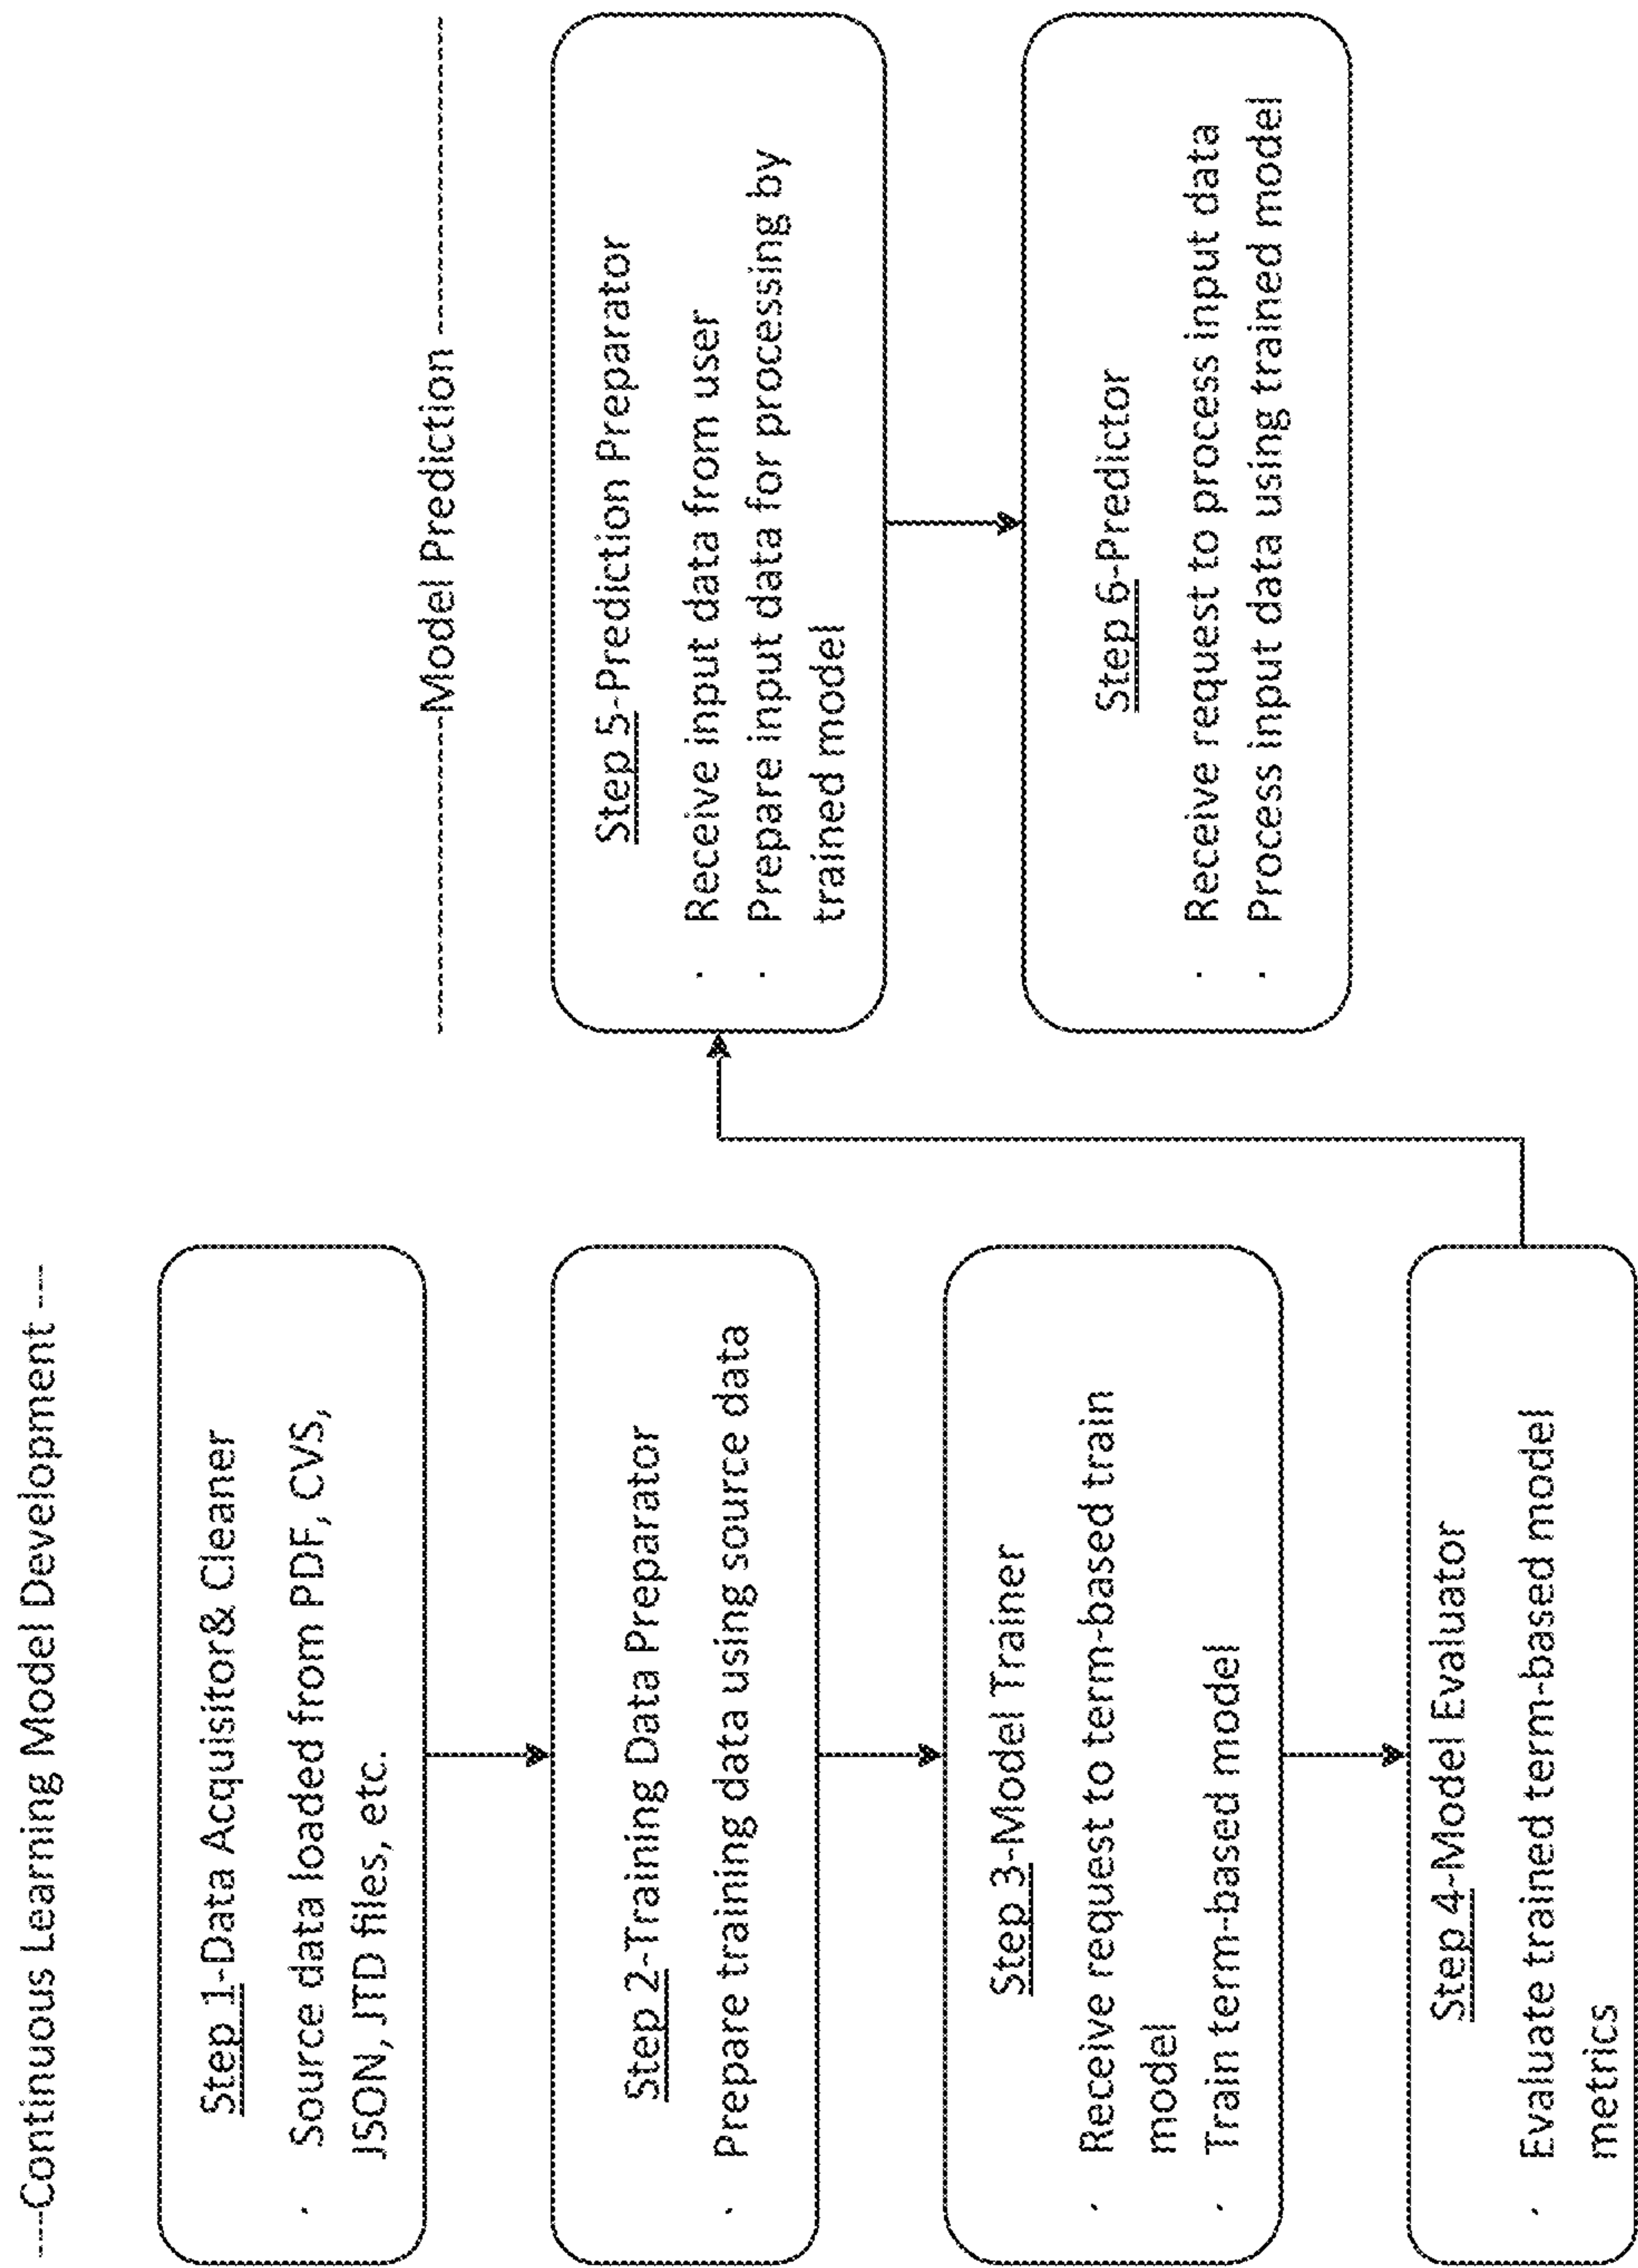 ----Continuous Learning Model Development ---
Step 1-Data Acquisitor& Cleaner
· Source data loaded from PDF, CVS,
JSON, JTD files, etc.
Step 2-Training Data Preparator
· Prepare training data using source data
Step 3-Model Trainer
· Receive request to term-based train
model
· Train term-based model
Step 4-Model Evaluator
· Evaluate trained term-based model
metrics
--------------------Model Prediction --------------------
Step 5-Prediction Preparator
· Receive input data from user
· Prepare input data for processing by
trained model
Step 6-Predictor
· Receive request to process input data
· Process input data using trained model